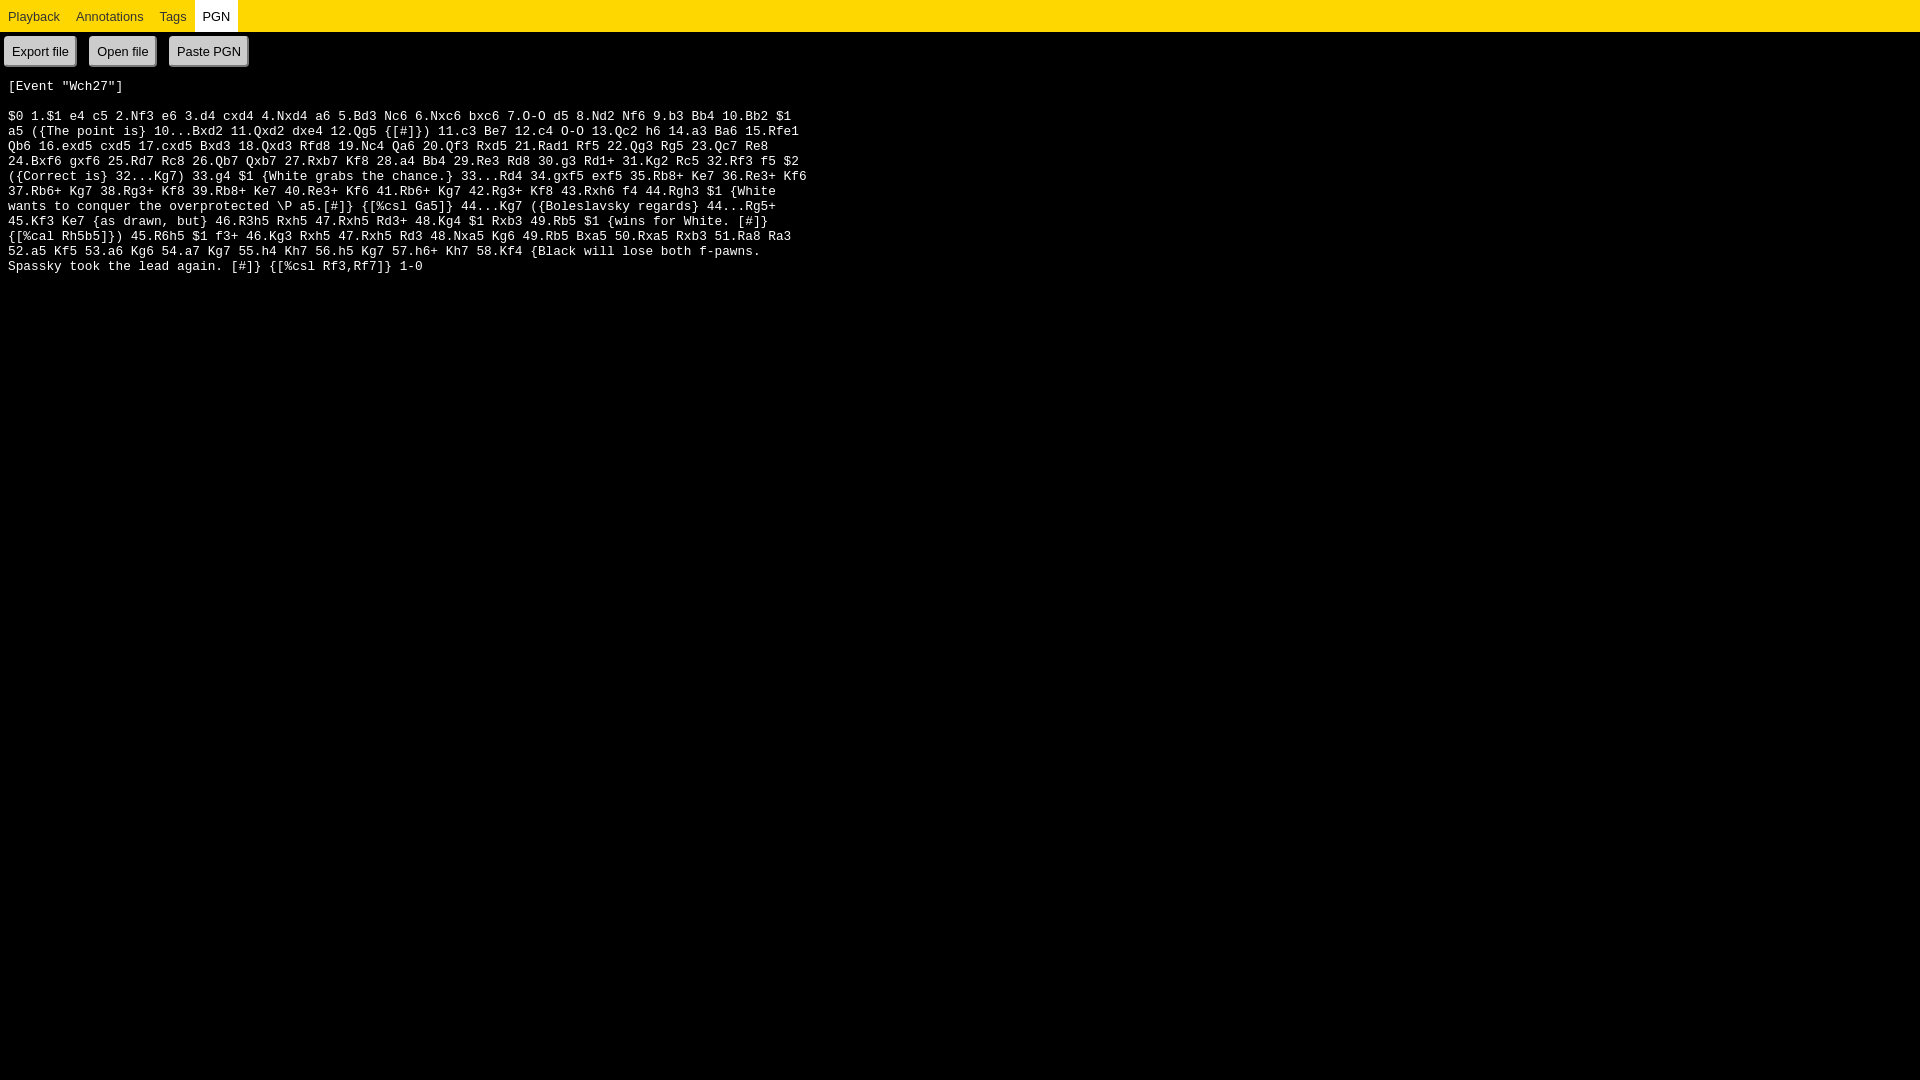 Playback Annotations Tags PGN
Export file Open file Paste PGN
[Event "Wch27"]
$0 1.$1 e4 c5 2.Nf3 e6 3.d4 cxd4 4.Nxd4 a6 5.Bd3 Nc6 6.Nxc6 bxc6 7.O-O d5 8.Nd2 Nf6 9.b3 Bb4 10.Bb2 $1
a5 ({The point is} 10...Bxd2 11.Qxd2 dxe4 12.Qg5 {[#]}) 11.c3 Be7 12.c4 O-O 13.Qc2 h6 14.a3 Ba6 15.Rfe1
Qb6 16.exd5 cxd5 17.cxd5 Bxd3 18.Qxd3 Rfd8 19.Nc4 Qa6 20.Qf3 Rxd5 21.Rad1 Rf5 22.Qg3 Rg5 23.Qc7 Re8
24.Bxf6 gxf6 25.Rd7 Rc8 26.Qb7 Qxb7 27.Rxb7 Kf8 28.a4 Bb4 29.Re3 Rd8 30.g3 Rd1+ 31.Kg2 Rc5 32.Rf3 f5 $2
({Correct is} 32...Kg7) 33.g4 $1 {White grabs the chance.} 33...Rd4 34.gxf5 exf5 35.Rb8+ Ke7 36.Re3+ Kf6
37.Rb6+ Kg7 38.Rg3+ Kf8 39.Rb8+ Ke7 40.Re3+ Kf6 41.Rb6+ Kg7 42.Rg3+ Kf8 43.Rxh6 f4 44.Rgh3 $1 {White
wants to conquer the overprotected \P a5.[#]} {[%csl Ga5]} 44...Kg7 ({Boleslavsky regards} 44...Rg5+
45.Kf3 Ke7 {as drawn, but} 46.R3h5 Rxh5 47.Rxh5 Rd3+ 48.Kg4 $1 Rxb3 49.Rb5 $1 {wins for White. [#]}
{[%cal Rh5b5]}) 45.R6h5 $1 f3+ 46.Kg3 Rxh5 47.Rxh5 Rd3 48.Nxa5 Kg6 49.Rb5 Bxa5 50.Rxa5 Rxb3 51.Ra8 Ra3
52.a5 Kf5 53.a6 Kg6 54.a7 Kg7 55.h4 Kh7 56.h5 Kg7 57.h6+ Kh7 58.Kf4 {Black will lose both f-pawns.
Spassky took the lead again. [#]} {[%csl Rf3,Rf7]} 1-0